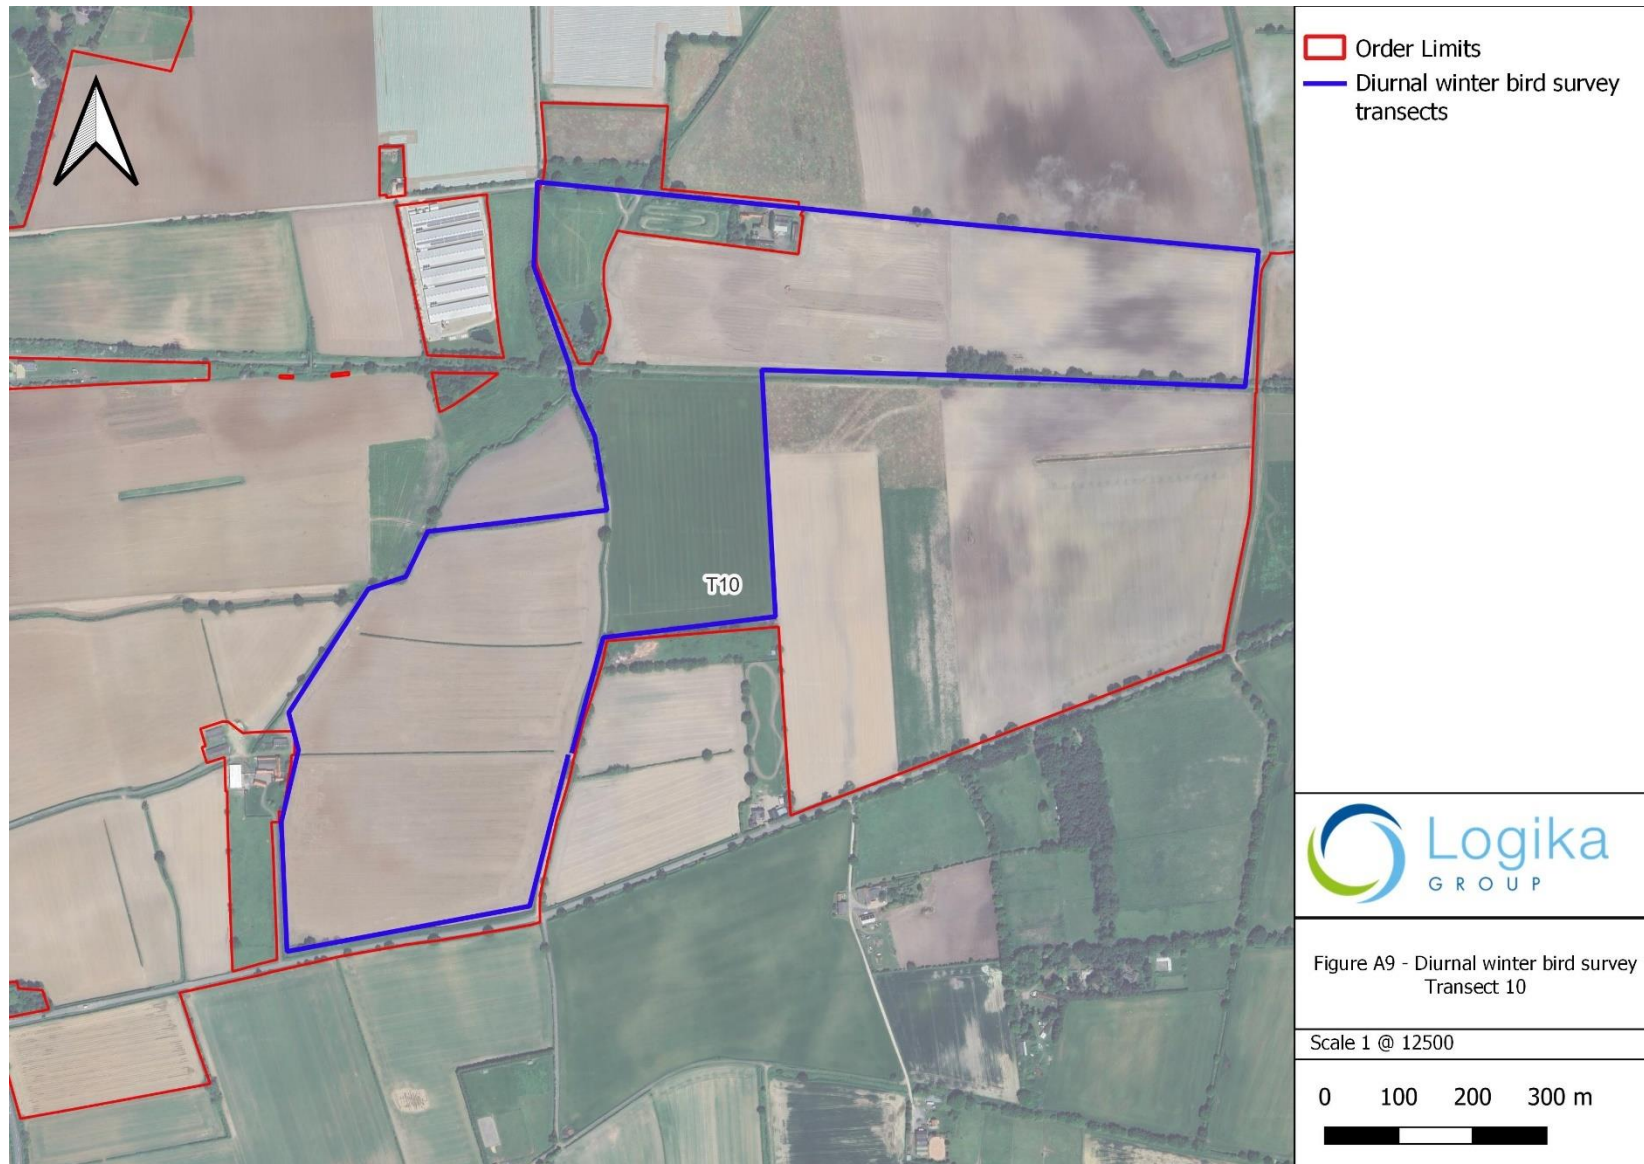 Order Limits
Diurnal winter bird survey
transects
T10
Logika
GROUP
Figure A9 - Diurnal winter bird survey
Transect 10
Scale 1 @ 12500
0 100 200 300 m